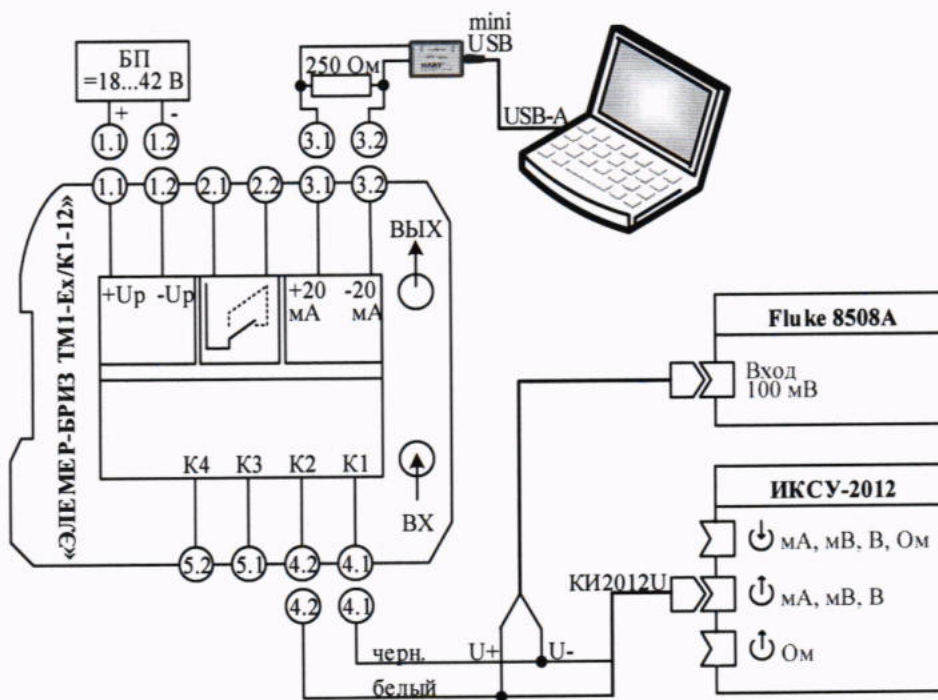 БП
=18...42 В
+ -
1.1 1.2
250 Ом
3.1 3.2
mini
USB
USB-A
1.1 1.2 2.1 2.2 3.1 3.2
«ЭЛЕМЕР-БРИЗ ТМ1-Ех/К1-12»
+Uр -Uр
+20
мА
-20
мА
ВЫХ
К4 К3 К2 К1
ВХ
5.2 5.1 4.2 4.1
4.2 4.1
черн.
белый
U+ U-
КИ2012U
Fluke 8508A
Вход
100 мВ
ИКСУ-2012
мА, мВ, В, Ом
мА, мВ, В
Ом